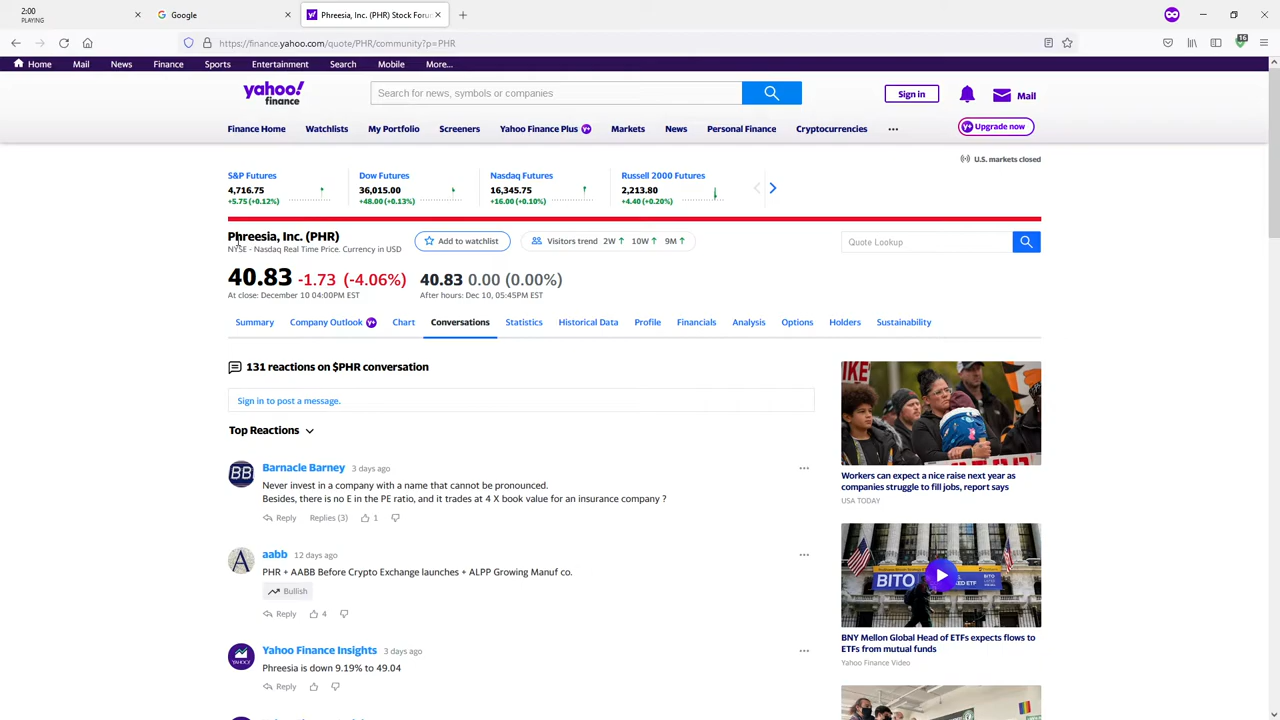 2:00
PLAYING
Google
Phreesia, Inc. (PHR) Stock Foru
https://finance.yahoo.com/quote/PHR/community?p=PHR
16
Home Mail News Finance Sports Entertainment Search Mobile More...
yahoo!
finance
Search for news, symbols or companies
Sign in
Mail
Finance Home Watchlists My Portfolio Screeners Yahoo Finance Plus Y+ Markets News Personal Finance Cryptocurrencies ...
Y+ Upgrade now
U.S. markets closed
S&P Futures
4,716.75
+5.75 (+0.12%)
Dow Futures
36,015.00
+48.00 (+0.13%)
Nasdaq Futures
16,345.75
+16.00 (+0.10%)
Russell 2000 Futures
2,213.80
+4.40 (+0.20%)
Phreesia, Inc. (PHR)
NYSE - Nasdaq Real Time Price. Currency in USD
Add to watchlist
Visitors trend 2W ↑ 10W ↑ 9M ↑
Quote Lookup
40.83 -1.73 (-4.06%)
At close: December 10 04:00PM EST
40.83 0.00 (0.00%)
After hours: Dec 10, 05:45PM EST
Summary Company Outlook Y+ Chart Conversations Statistics Historical Data Profile Financials Analysis Options Holders Sustainability
131 reactions on $PHR conversation
Sign in to post a message.
Top Reactions
BB
Barnacle Barney 3 days ago
Never invest in a company with a name that cannot be pronounced.
Besides, there is no E in the PE ratio, and it trades at 4 X book value for an insurance company ?
Reply Replies (3) 1
A
aabb 12 days ago
PHR + AABB Before Crypto Exchange launches + ALPP Growing Manuf co.
Bullish
Reply 4
YAHOO!
Yahoo Finance Insights 3 days ago
Phreesia is down 9.19% to 49.04
Reply
IKE
Workers can expect a nice raise next year as
companies struggle to fill jobs, report says
USA TODAY
BITO
BNY Mellon Global Head of ETFs expects flows to
ETFs from mutual funds
Yahoo Finance Video